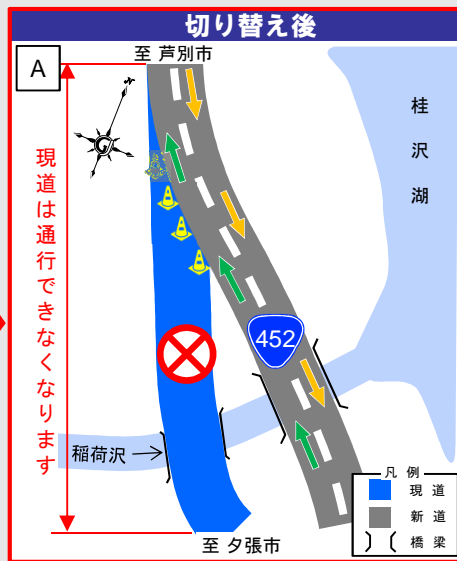 切り替え後
至 芦別市
A
桂沢湖
現道は通行できなくなります
452
稲荷沢
至 夕張市
凡例
現道
新道
橋梁